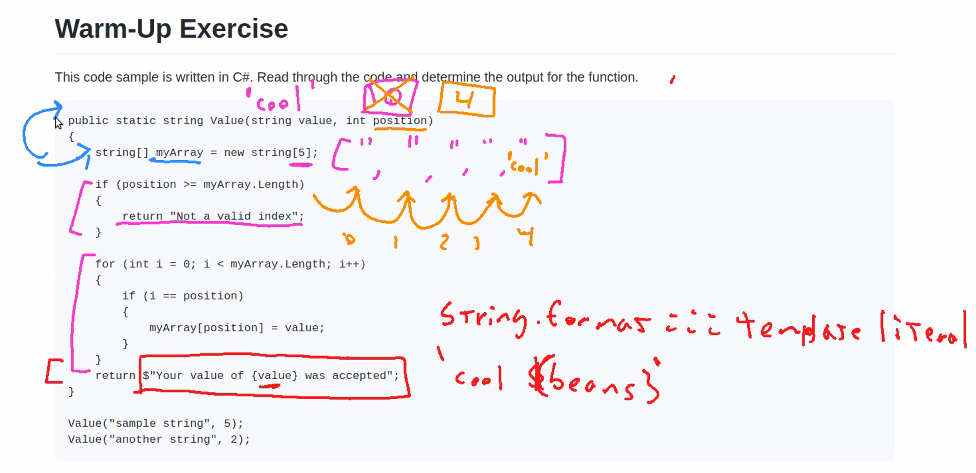 Warm-Up Exercise
This code sample is written in C#. Read through the code and determine the output for the function.
'cool'
4
public static string Value(string value, int position)
{
string[] myArray = new string[5];
[ " , " , " , " , 'cool' ]
if (position >= myArray.Length)
{
return "Not a valid index";
}
0 1 2 3 4
for (int i = 0; i < myArray.Length; i++)
{
if (i == position)
{
myArray[position] = value;
}
}
return $"Your value of {value} was accepted";
}
String.format === template literal
`cool ${beans}`
Value("sample string", 5);
Value("another string", 2);